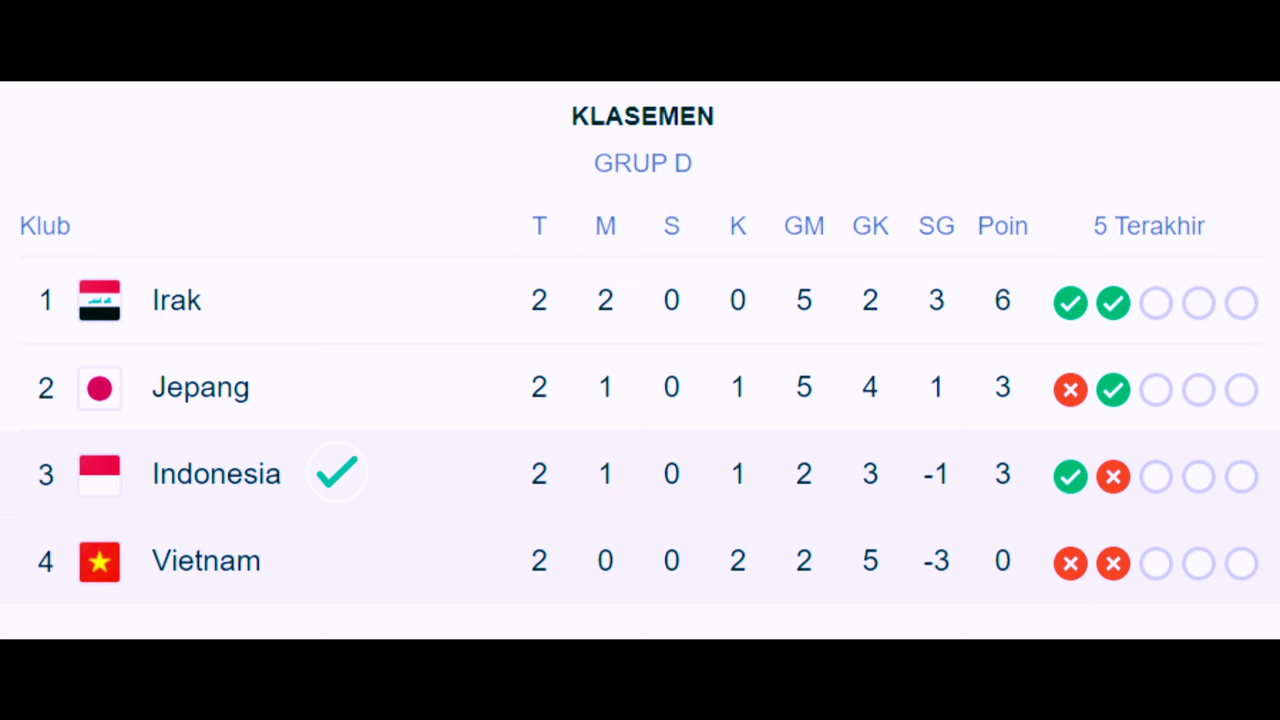 KLASEMEN
GRUP D
Klub T M S K GM GK SG Poin 5 Terakhir
1 Irak 2 2 0 0 5 2 3 6
2 Jepang 2 1 0 1 5 4 1 3
3 Indonesia 2 1 0 1 2 3 -1 3
4 Vietnam 2 0 0 2 2 5 -3 0